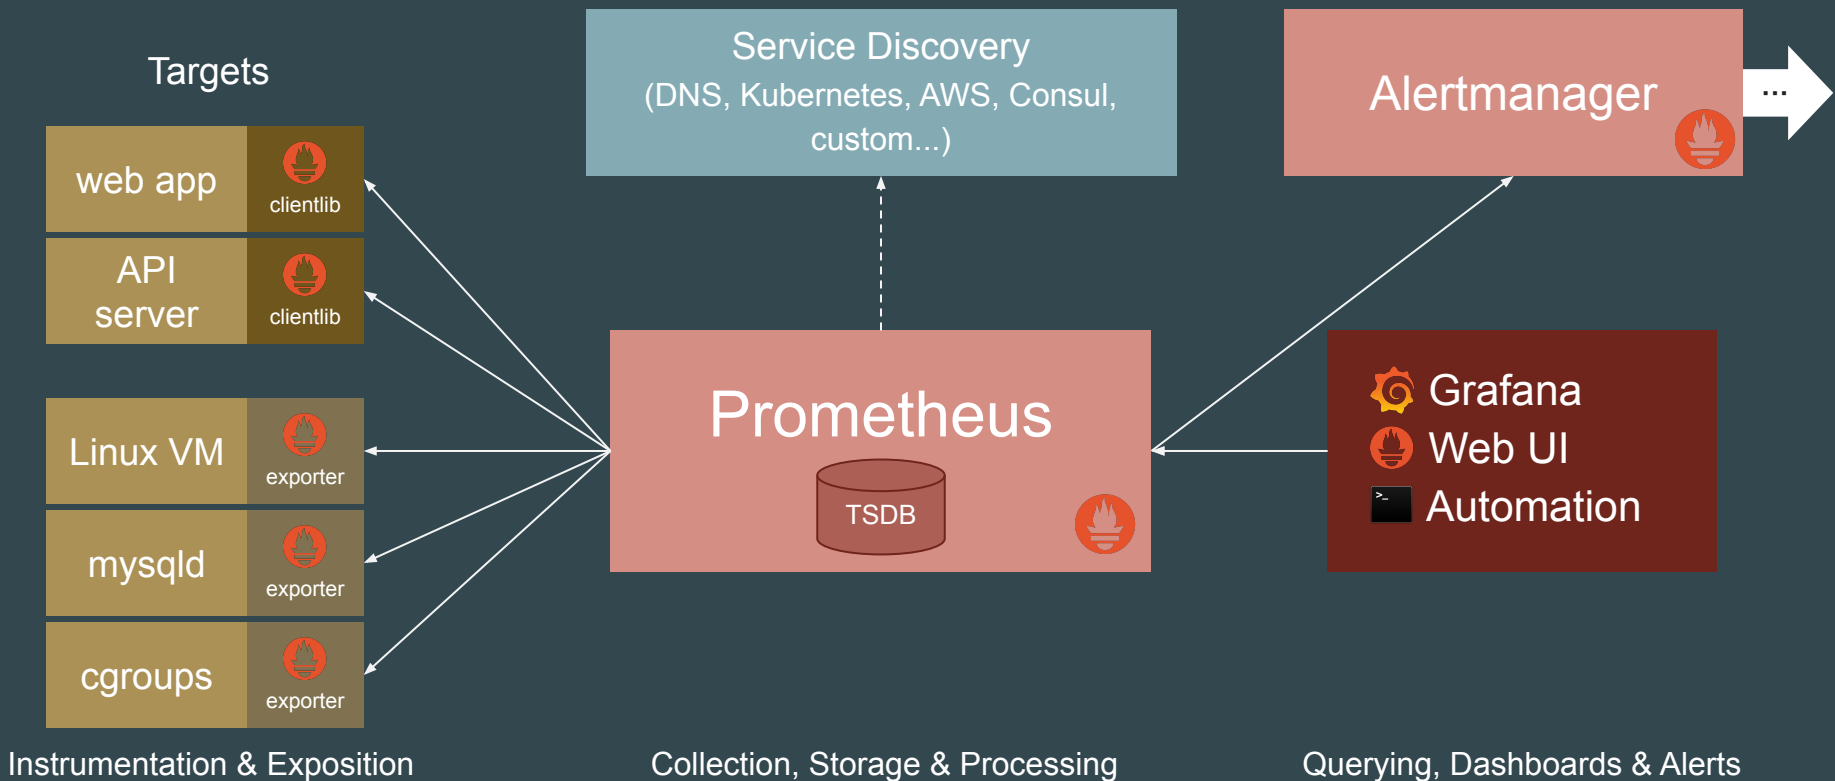 Targets
web app
clientlib
API
server
clientlib
Linux VM
exporter
mysqld
exporter
cgroups
exporter
Instrumentation & Exposition
Service Discovery
(DNS, Kubernetes, AWS, Consul,
custom...)
Prometheus
TSDB
Collection, Storage & Processing
Alertmanager
...
Grafana
Web UI
>_
Automation
Querying, Dashboards & Alerts